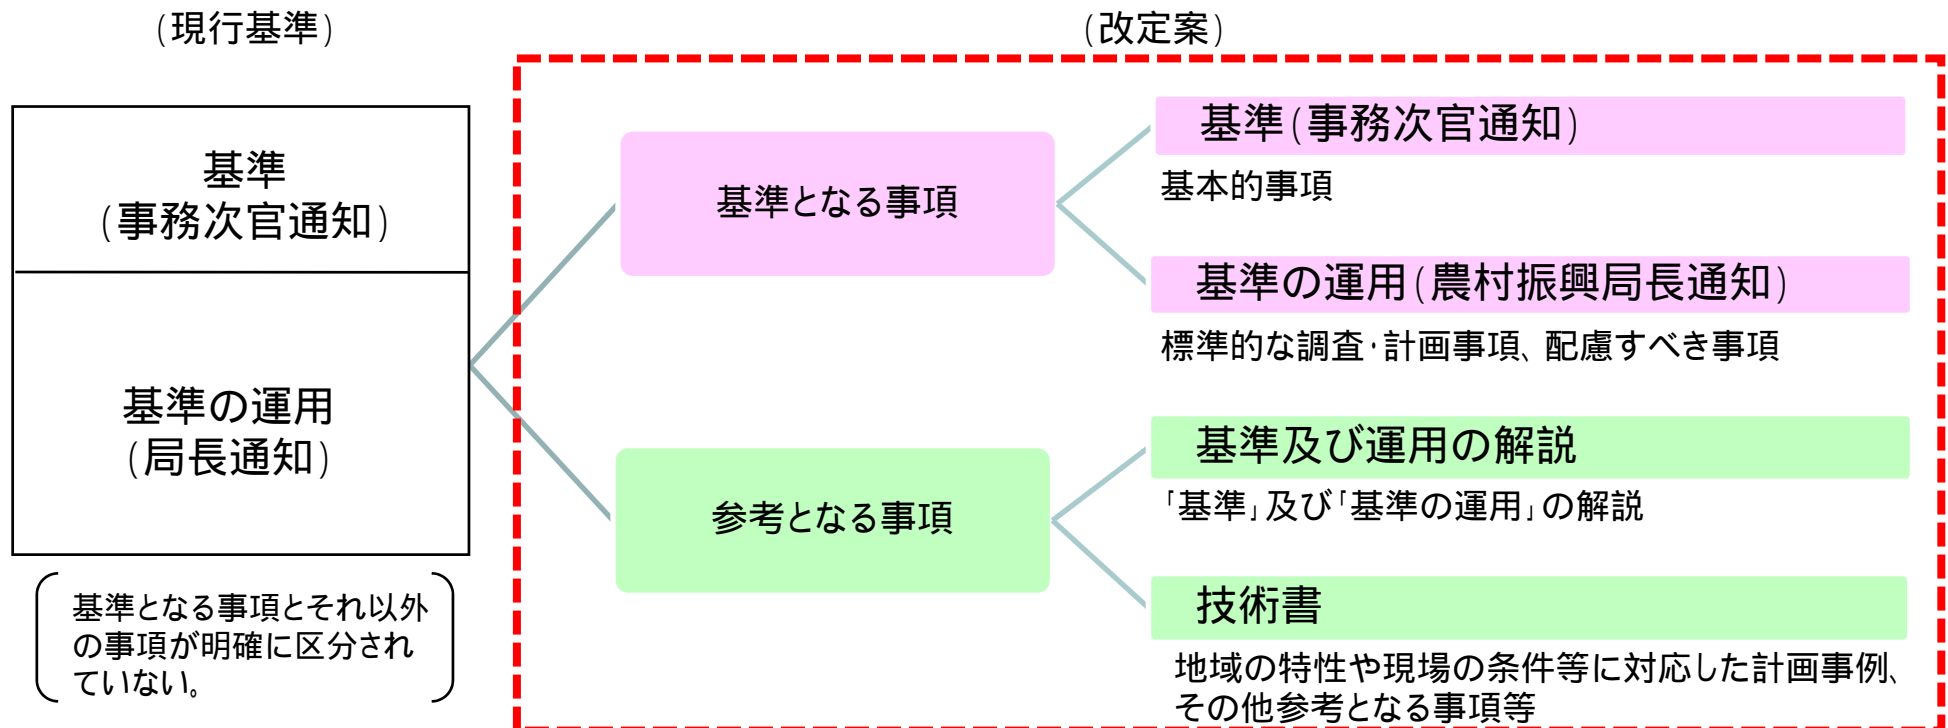 (現行基準)
基準
(事務次官通知)
基準の運用
(局長通知)
基準となる事項とそれ以外
の事項が明確に区分され
ていない。
(改定案)
基準となる事項
基準(事務次官通知)
基本的事項
基準の運用(農村振興局長通知)
標準的な調査・計画事項、配慮すべき事項
参考となる事項
基準及び運用の解説
「基準」及び「基準の運用」の解説
技術書
地域の特性や現場の条件等に対応した計画事例、
その他参考となる事項等